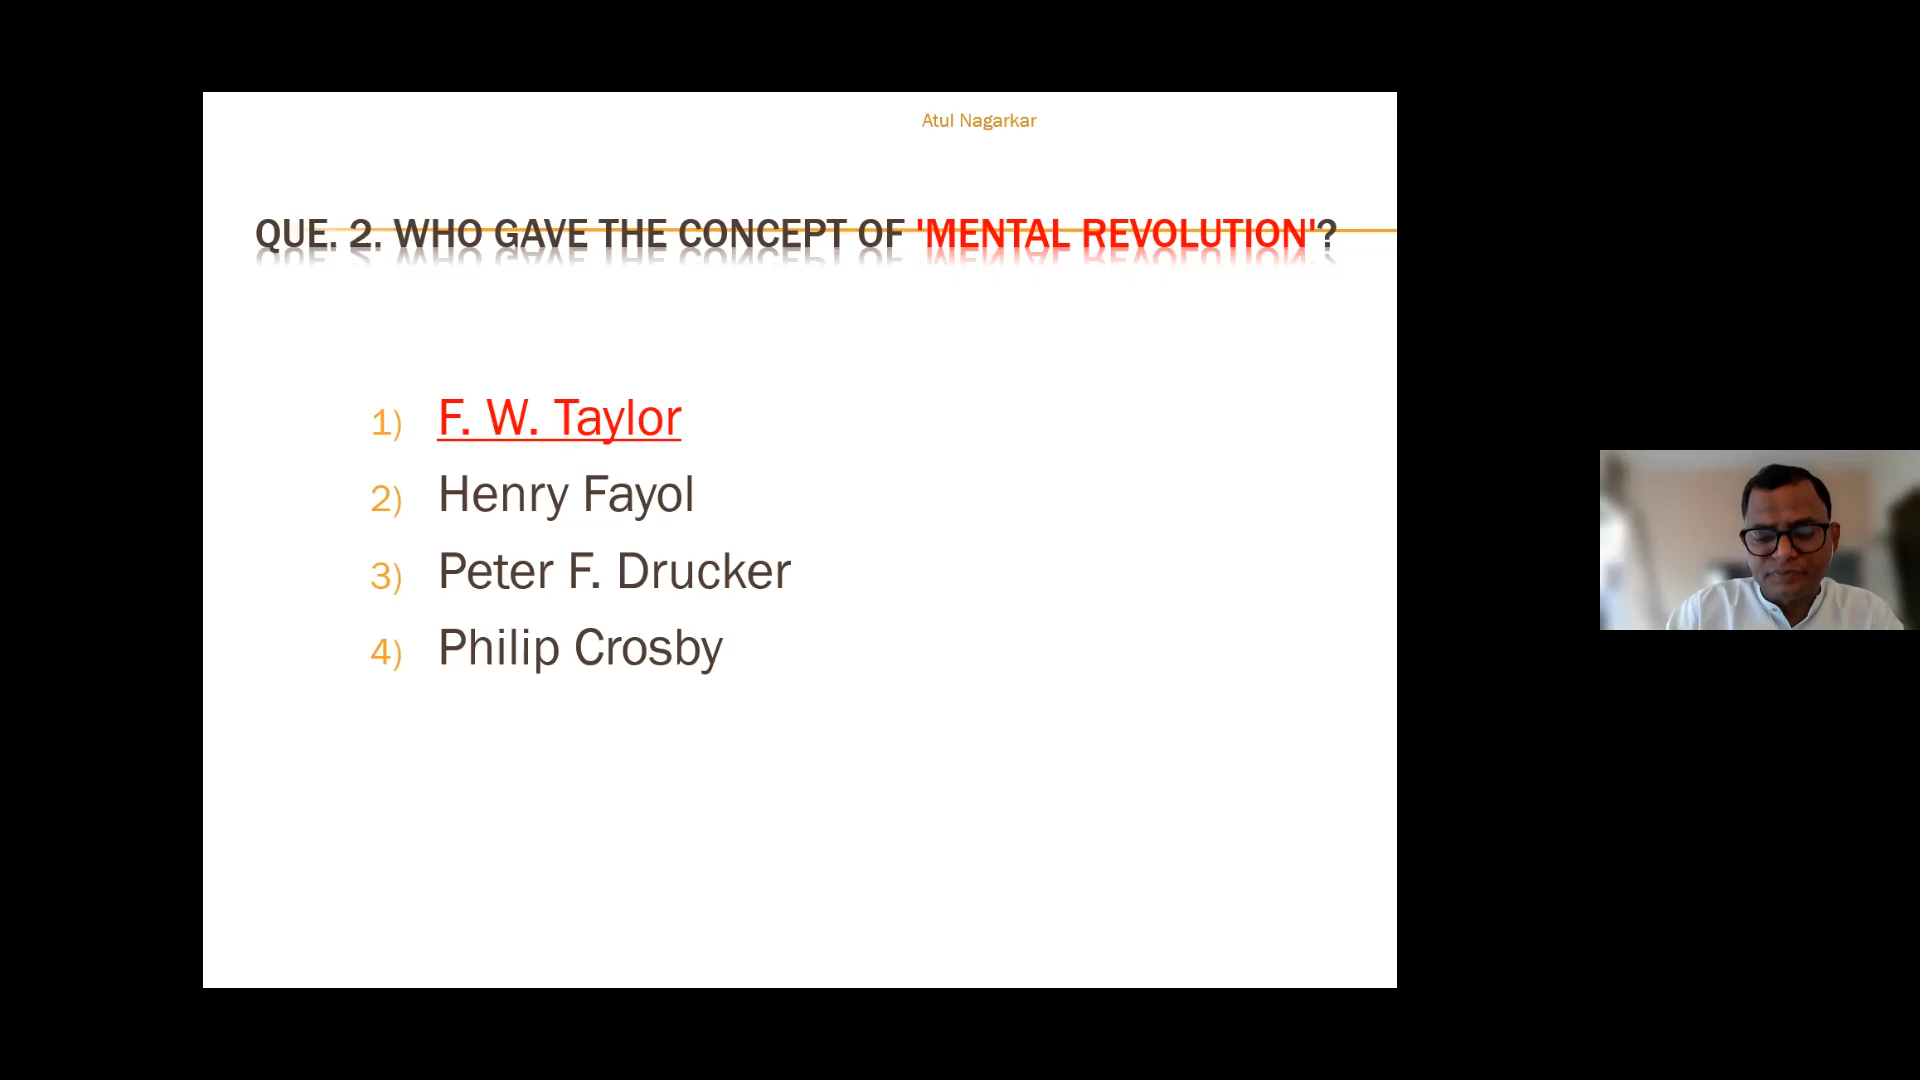 Atul Nagarkar
QUE. 2. WHO GAVE THE CONCEPT OF 'MENTAL REVOLUTION'?
1) F. W. Taylor
2) Henry Fayol
3) Peter F. Drucker
4) Philip Crosby